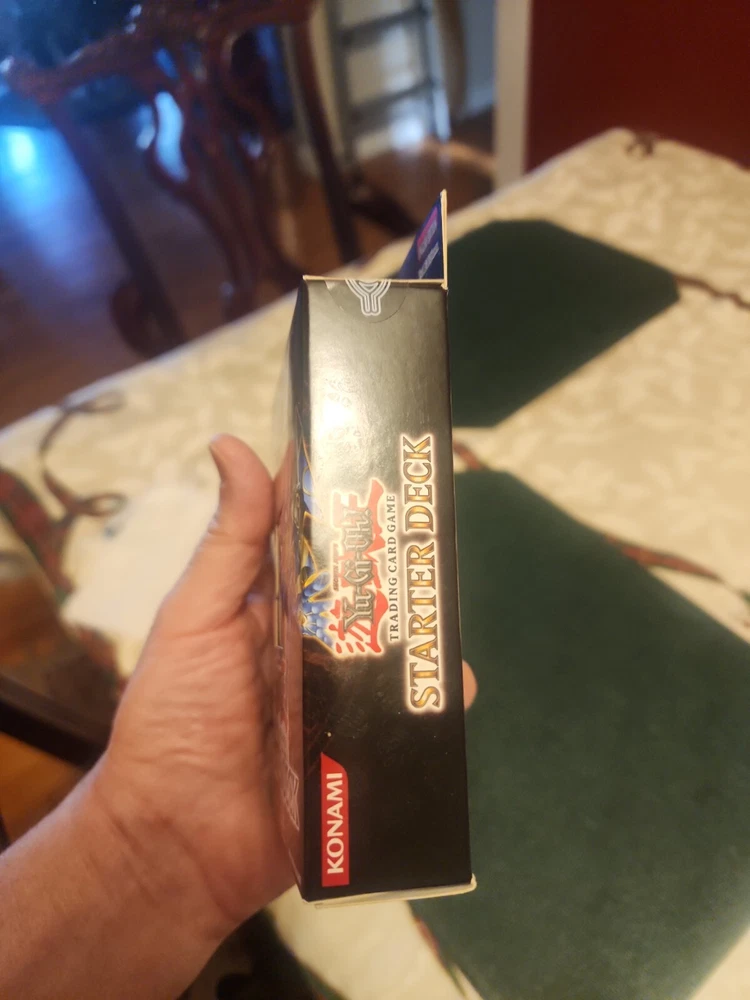 Yu-Gi-Oh!
TRADING CARD GAME
STARTER DECK
KONAMI